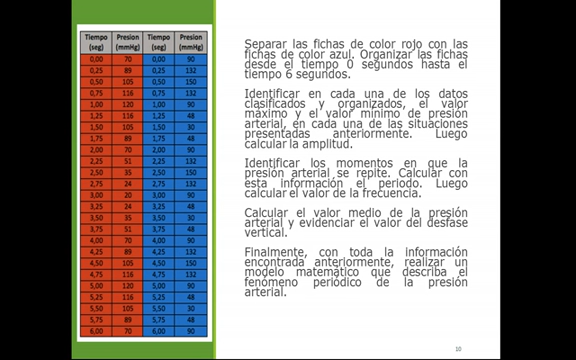 Tiempo (seg) Presion (mmHg) Tiempo (seg) Presion (mmHg)
0,00 70 0,00 90
0,25 89 0,25 132
0,50 105 0,50 150
0,75 116 0,75 132
1,00 120 1,00 90
1,25 116 1,25 48
1,50 105 1,50 30
1,75 89 1,75 48
2,00 70 2,00 90
2,25 51 2,25 132
2,50 35 2,50 150
2,75 24 2,75 132
3,00 20 3,00 90
3,25 24 3,25 48
3,50 35 3,50 30
3,75 51 3,75 48
4,00 70 4,00 90
4,25 89 4,25 132
4,50 105 4,50 150
4,75 116 4,75 132
5,00 120 5,00 90
5,25 116 5,25 48
5,50 105 5,50 30
5,75 89 5,75 48
6,00 70 6,00 90
Separar las fichas de color rojo con las
fichas de color azul. Organizar las fichas
desde el tiempo 0 segundos hasta el
tiempo 6 segundos.
Identificar en cada una de los datos
clasificados y organizados, el valor
máximo y el valor mínimo de presión
arterial, en cada una de las situaciones
presentadas anteriormente. Luego
calcular la amplitud.
Identificar los momentos en que la
presión arterial se repite. Calcular con
esta información el periodo. Luego
calcular el valor de la frecuencia.
Calcular el valor medio de la presión
arterial y evidenciar el valor del desfase
vertical.
Finalmente, con toda la información
encontrada anteriormente, realizar un
modelo matemático que describa el
fenómeno periódico de la presión
arterial.
10